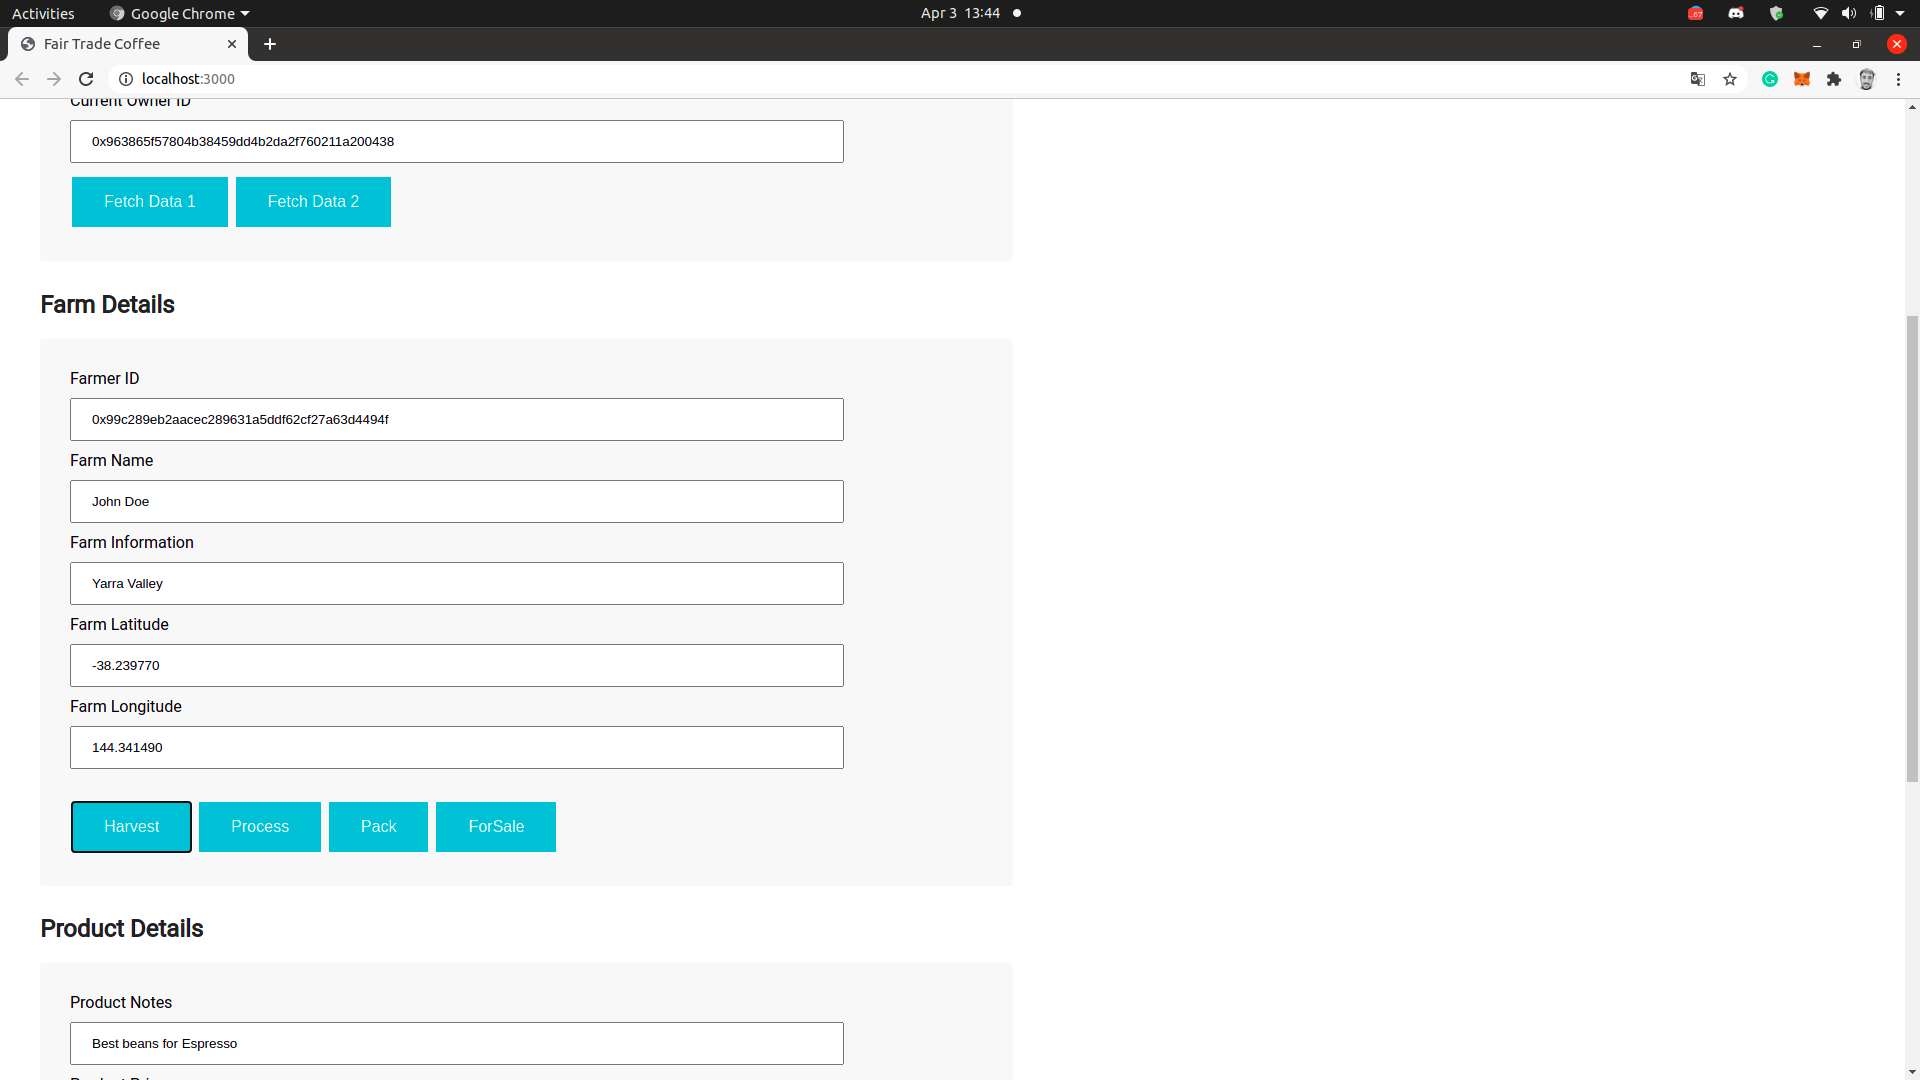 Activities
Google Chrome
Apr 3 13:44
67
Fair Trade Coffee
localhost:3000
Current Owner ID
0x963865f57804b38459dd4b2da2f760211a200438
Fetch Data 1
Fetch Data 2
Farm Details
Farmer ID
0x99c289eb2aacec289631a5ddf62cf27a63d4494f
Farm Name
John Doe
Farm Information
Yarra Valley
Farm Latitude
-38.239770
Farm Longitude
144.341490
Harvest
Process
Pack
ForSale
Product Details
Product Notes
Best beans for Espresso